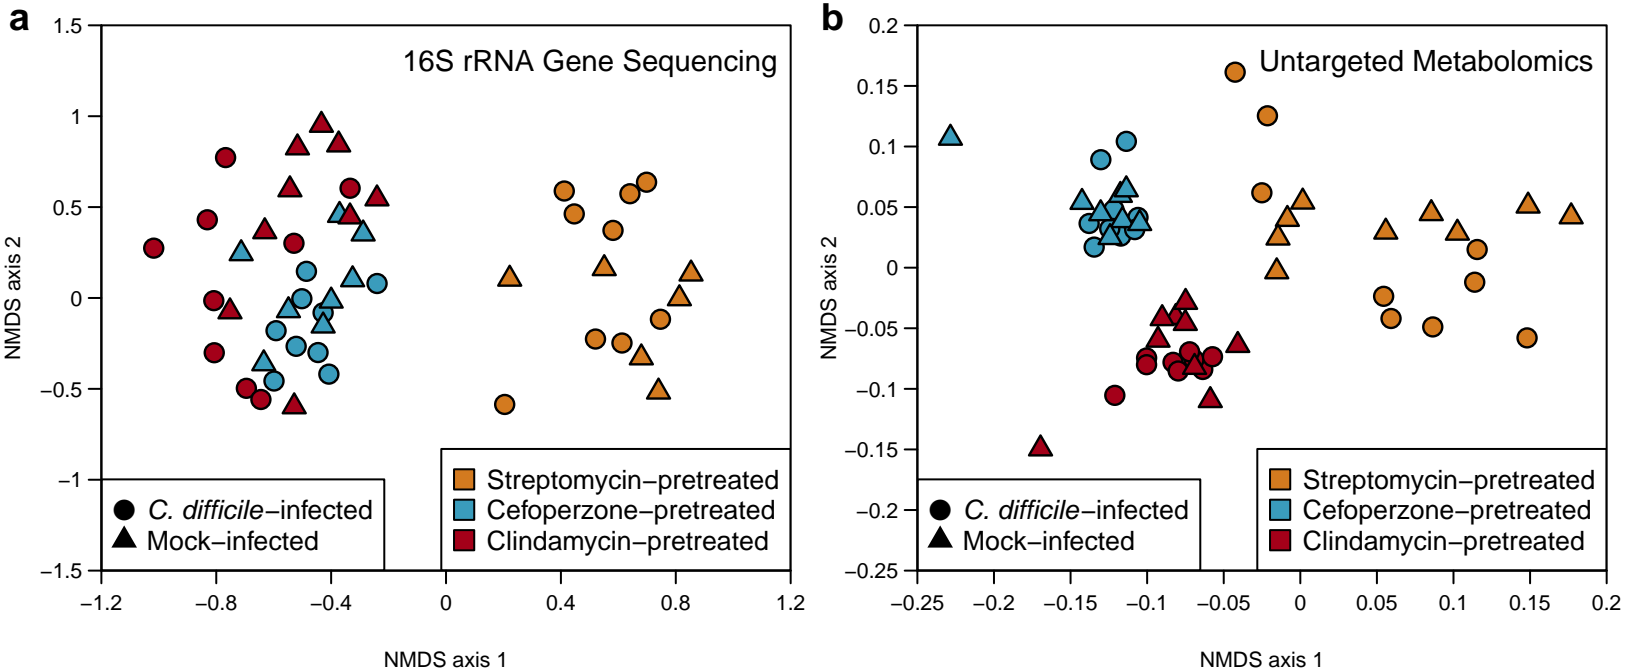 a
16S rRNA Gene Sequencing
1.5
1
0.5
0
−0.5
−1
−1.5
NMDS axis 2
C. difficile−infected
Mock−infected
Streptomycin−pretreated
Cefoperzone−pretreated
Clindamycin−pretreated
−1.2 −0.8 −0.4 0 0.4 0.8 1.2
NMDS axis 1
b
Untargeted Metabolomics
0.2
0.15
0.1
0.05
0
−0.05
−0.1
−0.15
−0.2
−0.25
NMDS axis 2
C. difficile−infected
Mock−infected
Streptomycin−pretreated
Cefoperzone−pretreated
Clindamycin−pretreated
−0.25 −0.2 −0.15 −0.1 −0.05 0 0.05 0.1 0.15 0.2
NMDS axis 1